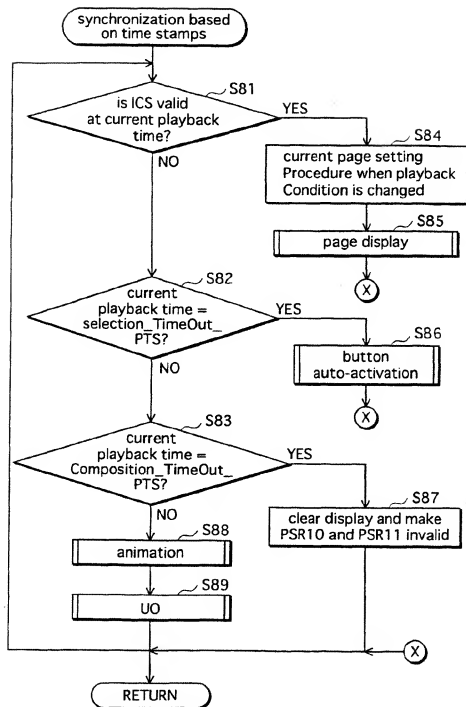 synchronization based
on time stamps
S81
is ICS valid
at current playback
time?
YES
NO
S84
current page setting
Procedure when playback
Condition is changed
S85
page display
X
S82
current
playback time =
selection_TimeOut_
PTS?
YES
NO
S86
button
auto-activation
X
S83
current
playback time =
Composition_TimeOut_
PTS?
YES
NO
S87
clear display and make
PSR10 and PSR11 invalid
S88
animation
S89
UO
X
RETURN